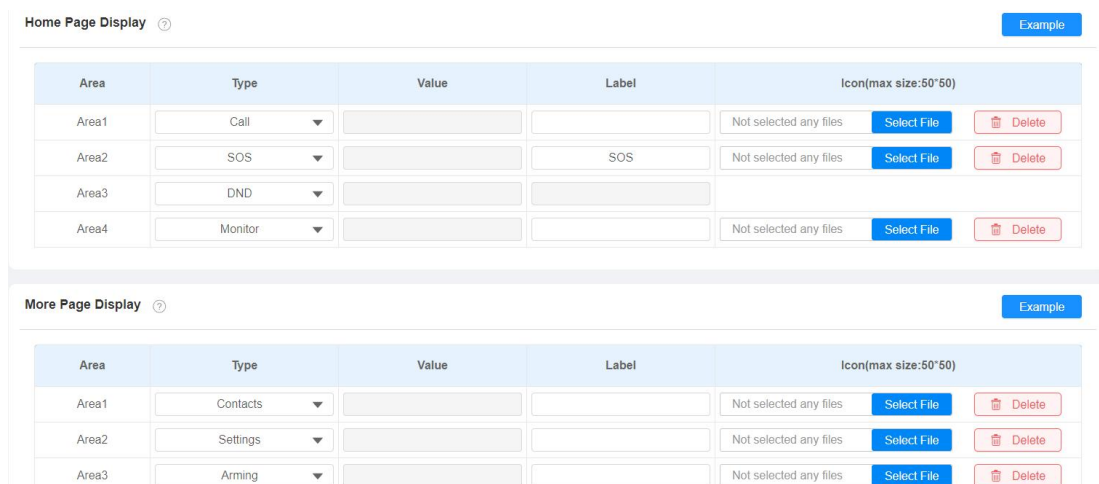 Home Page Display ?
Example
Area Type Value Label Icon(max size:50*50)
Area1 Call Not selected any files Select File Delete
Area2 SOS SOS Not selected any files Select File Delete
Area3 DND
Area4 Monitor Not selected any files Select File Delete
More Page Display ?
Example
Area Type Value Label Icon(max size:50*50)
Area1 Contacts Not selected any files Select File Delete
Area2 Settings Not selected any files Select File Delete
Area3 Arming Not selected any files Select File Delete